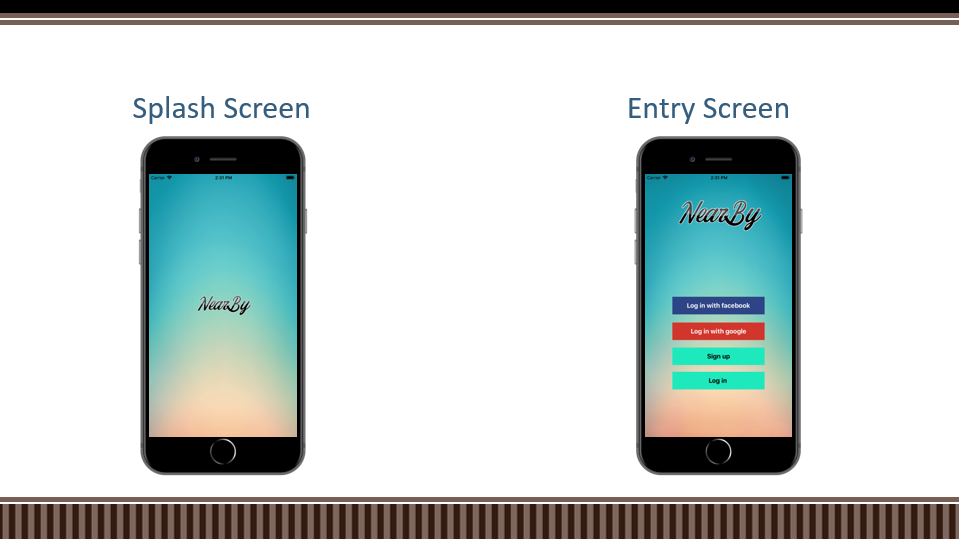 Splash Screen
Entry Screen
Carrier
2:31 PM
NearBy
Carrier
2:31 PM
NearBy
Log in with facebook
Log in with google
Sign up
Log in